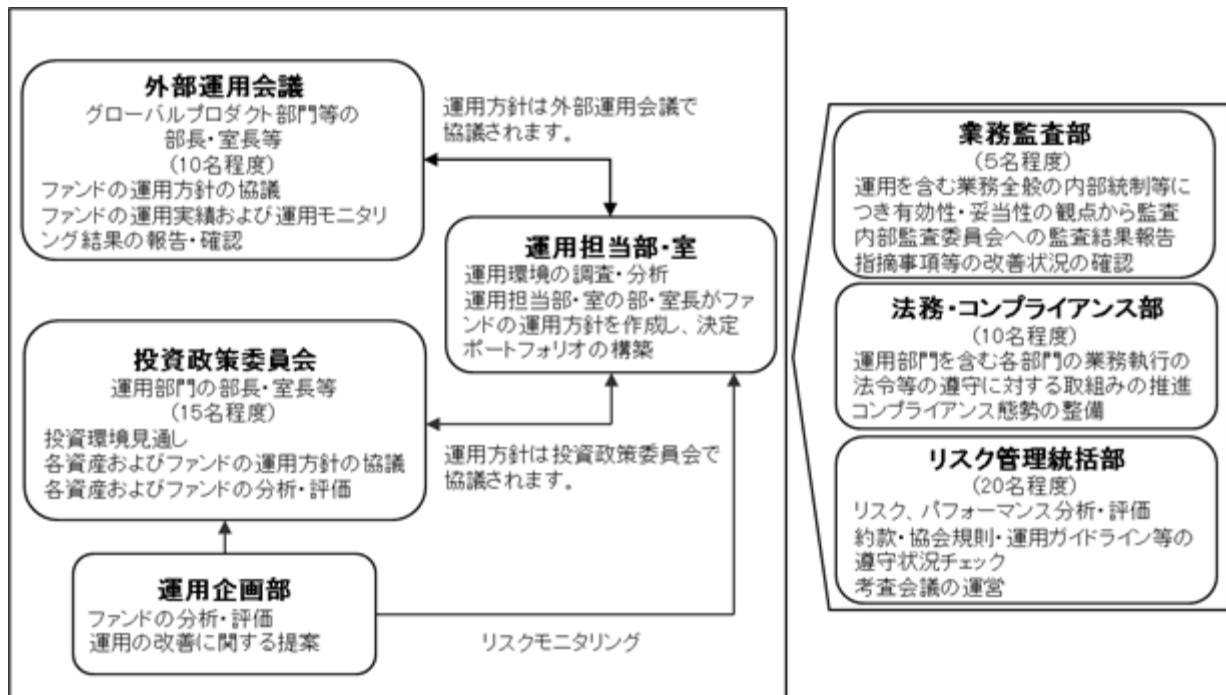 外部運用会議
グローバルプロダクト部門等の
部長・室長等
(10名程度)
ファンドの運用方針の協議
ファンドの運用実績および運用モニタリ
ング結果の報告・確認
運用方針は外部運用会議で
協議されます。
運用担当部・室
運用環境の調査・分析
運用担当部・室の部・室長がファ
ンドの運用方針を作成し、決定
ポートフォリオの構築
投資政策委員会
運用部門の部長・室長等
(15名程度)
投資環境見通し
各資産およびファンドの運用方針の協議
各資産およびファンドの分析・評価
運用方針は投資政策委員会で
協議されます。
運用企画部
ファンドの分析・評価
運用の改善に関する提案
リスクモニタリング
業務監査部
(5名程度)
運用を含む業務全般の内部統制等に
つき有効性・妥当性の観点から監査
内部監査委員会への監査結果報告
指摘事項等の改善状況の確認
法務・コンプライアンス部
(10名程度)
運用部門を含む各部門の業務執行の
法令等の遵守に対する取組みの推進
コンプライアンス態勢の整備
リスク管理統括部
(20名程度)
リスク、パフォーマンス分析・評価
約款・協会規則・運用ガイドライン等の
遵守状況チェック
考査会議の運営